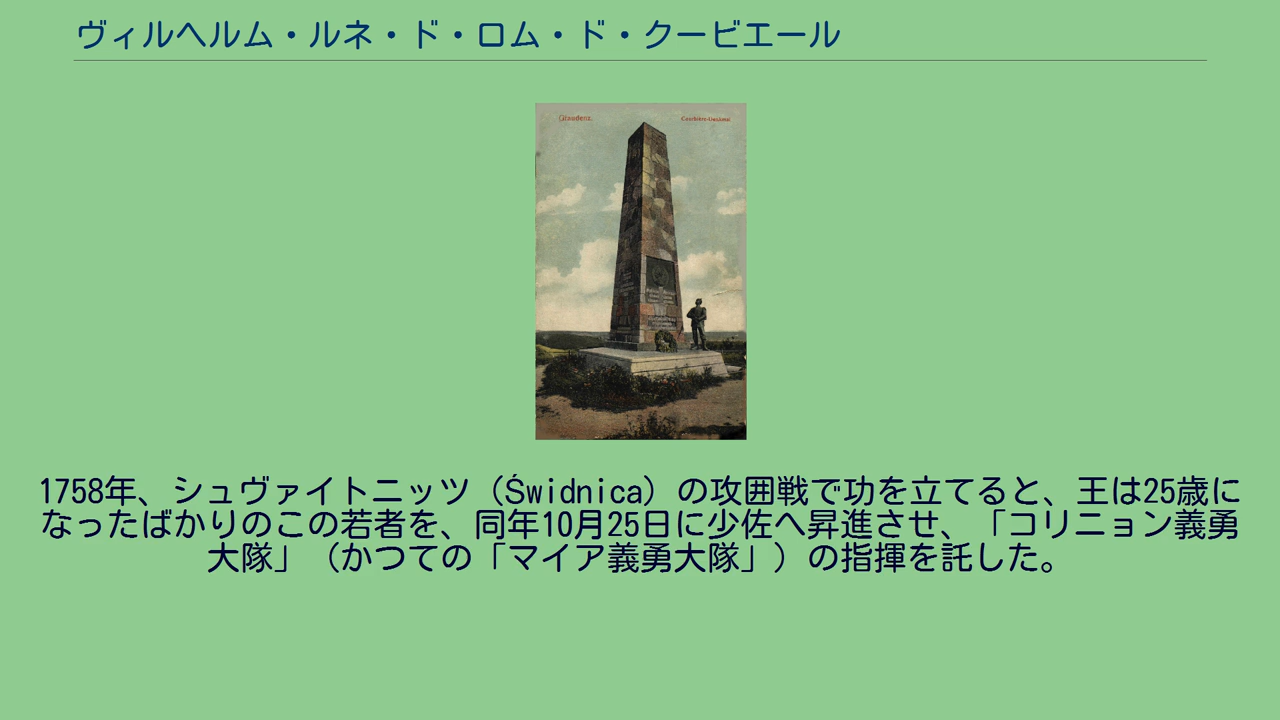 ヴィルヘルム・ルネ・ド・ロム・ド・クービエール
Graudenz.
Courbière-Denkmal
1758年、シュヴァイトニッツ（Świdnica）の攻囲戦で功を立てると、王は25歳に
なったばかりのこの若者を、同年10月25日に少佐へ昇進させ、「コリニョン義勇
大隊」（かつての「マイア義勇大隊」）の指揮を託した。